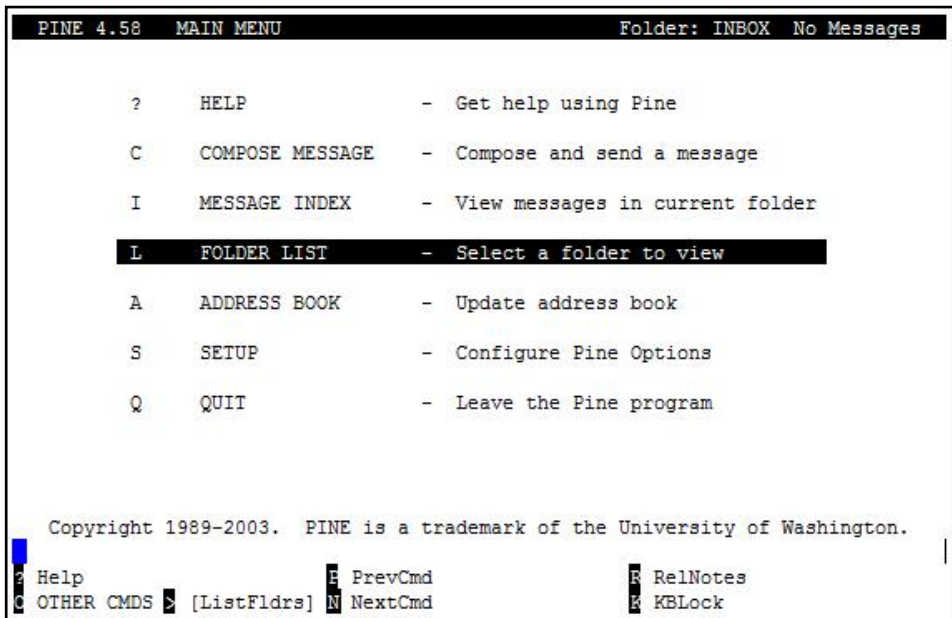 PINE 4.58   MAIN MENU   Folder: INBOX   No Messages
?   HELP   -   Get help using Pine
C   COMPOSE MESSAGE   -   Compose and send a message
I   MESSAGE INDEX   -   View messages in current folder
L   FOLDER LIST   -   Select a folder to view
A   ADDRESS BOOK   -   Update address book
S   SETUP   -   Configure Pine Options
Q   QUIT   -   Leave the Pine program
Copyright 1989-2003.  PINE is a trademark of the University of Washington.
? Help   P PrevCmd   R RelNotes
O OTHER CMDS > [ListFldrs] N NextCmd   K KBLock